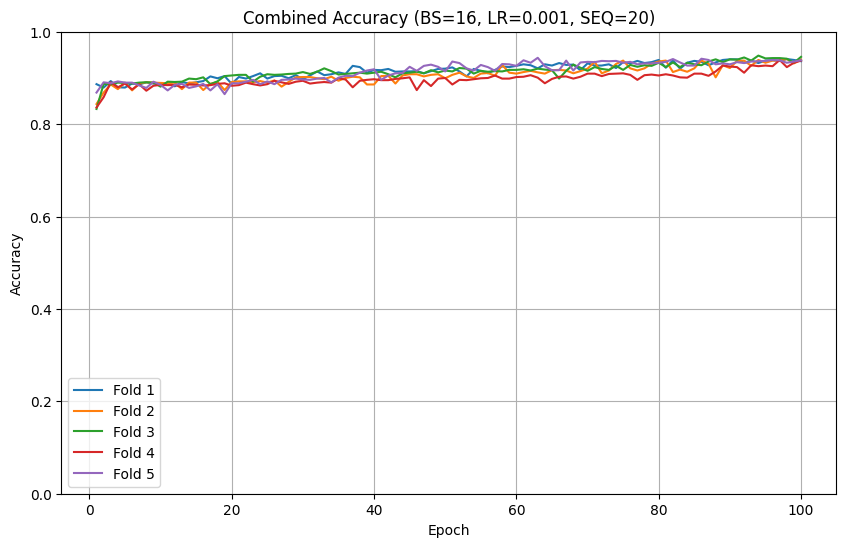 Combined Accuracy (BS=16, LR=0.001, SEQ=20)
1.0
0.8
0.6
0.4
0.2
0.0
Accuracy
Fold 1
Fold 2
Fold 3
Fold 4
Fold 5
0 20 40 60 80 100
Epoch